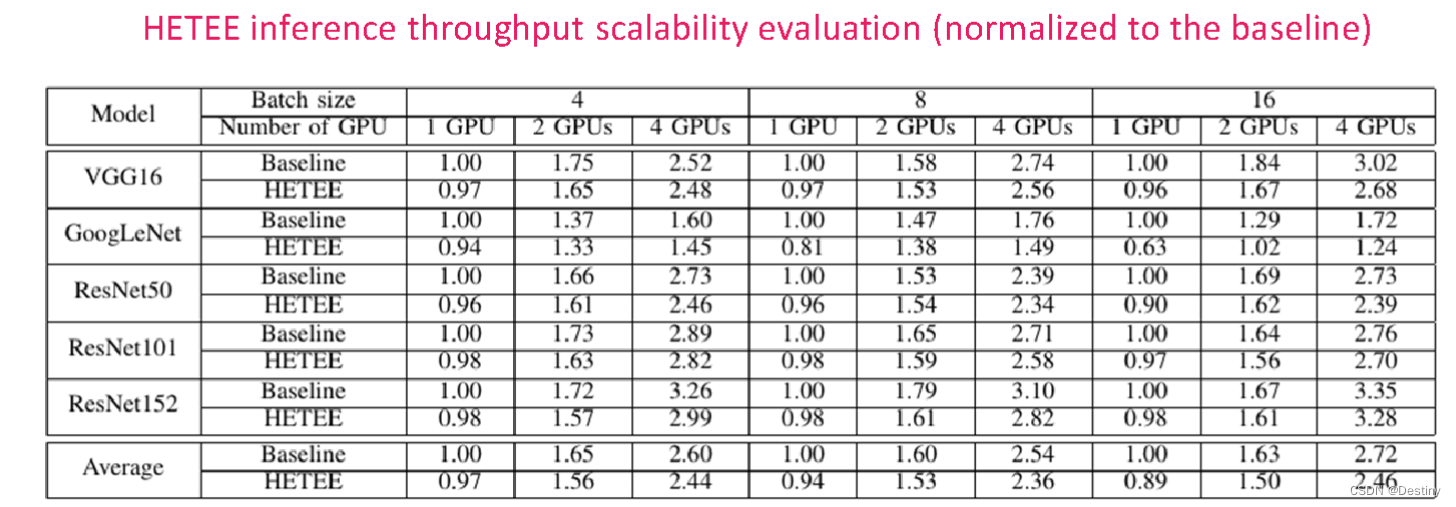 HETEE inference throughput scalability evaluation (normalized to the baseline)
Model Batch size 4 8 16
Number of GPU 1 GPU 2 GPUs 4 GPUs 1 GPU 2 GPUs 4 GPUs 1 GPU 2 GPUs 4 GPUs
VGG16 Baseline 1.00 1.75 2.52 1.00 1.58 2.74 1.00 1.84 3.02
HETEE 0.97 1.65 2.48 0.97 1.53 2.56 0.96 1.67 2.68
GoogLeNet Baseline 1.00 1.37 1.60 1.00 1.47 1.76 1.00 1.29 1.72
HETEE 0.94 1.33 1.45 0.81 1.38 1.49 0.63 1.02 1.24
ResNet50 Baseline 1.00 1.66 2.73 1.00 1.53 2.39 1.00 1.69 2.73
HETEE 0.96 1.61 2.46 0.96 1.54 2.34 0.90 1.62 2.39
ResNet101 Baseline 1.00 1.73 2.89 1.00 1.65 2.71 1.00 1.64 2.76
HETEE 0.98 1.63 2.82 0.98 1.59 2.58 0.97 1.56 2.70
ResNet152 Baseline 1.00 1.72 3.26 1.00 1.79 3.10 1.00 1.67 3.35
HETEE 0.98 1.57 2.99 0.98 1.61 2.82 0.98 1.61 3.28
Average Baseline 1.00 1.65 2.60 1.00 1.60 2.54 1.00 1.63 2.72
HETEE 0.97 1.56 2.44 0.94 1.53 2.36 0.89 1.50 2.46
CSDN @Destiny